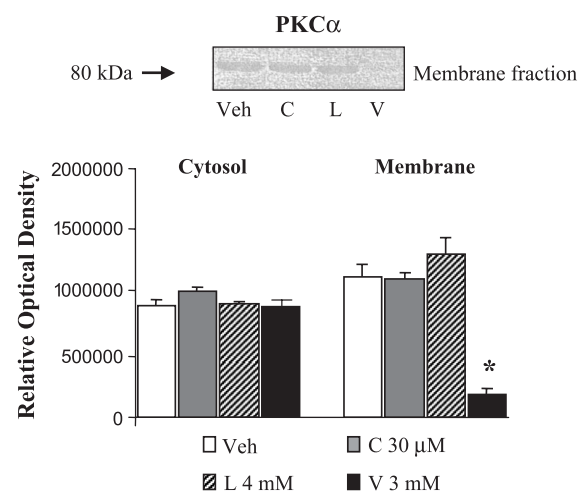 PKCα
80 kDa
Membrane fraction
Veh C L V
Cytosol Membrane
Relative Optical Density
2000000
1500000
1000000
500000
0
*
Veh
C 30 μM
L 4 mM
V 3 mM